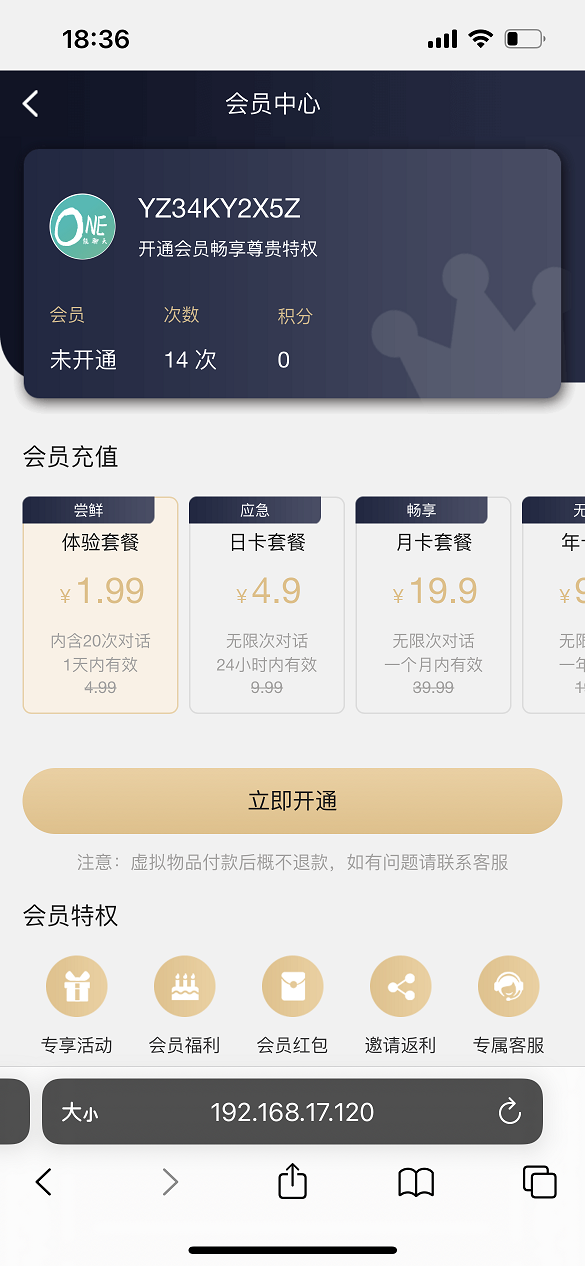 18:36
会员中心
ONE
YZ34KY2X5Z
开通会员畅享尊贵特权
会员 次数 积分
未开通 14 次 0
会员充值
尝鲜 应急 畅享 无
体验套餐 日卡套餐 月卡套餐 年
¥1.99 ¥4.9 ¥19.9 ¥9
内含20次对话 无限次对话 无限次对话 无限
1天内有效 24小时内有效 一个月内有效 一年
4.99 9.99 39.99 1
立即开通
注意：虚拟物品付款后概不退款，如有问题请联系客服
会员特权
专享活动 会员福利 会员红包 邀请返利 专属客服
大小 192.168.17.120